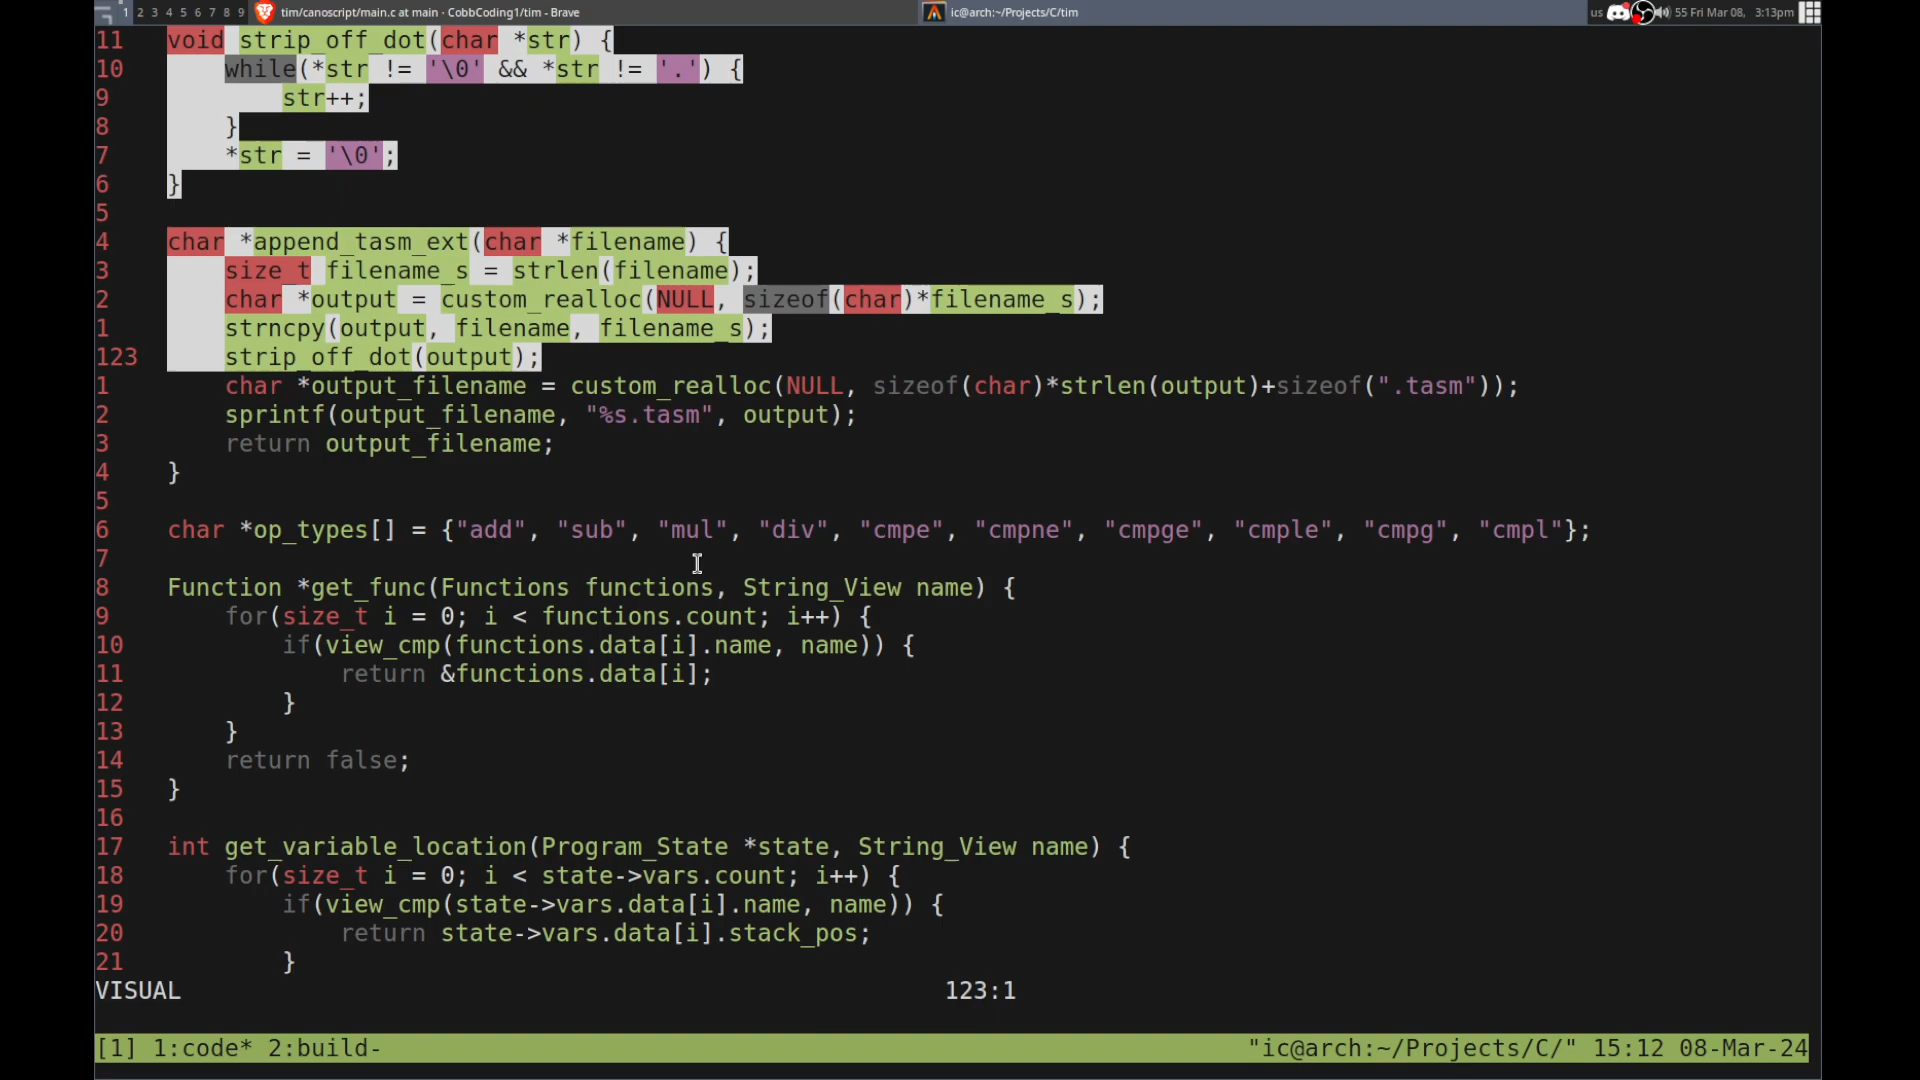 1 2 3 4 5 6 7 8 9 tim/canoscript/main.c at main · CobbCoding1/tim - Brave ic@arch:~/Projects/C/tim us 55 Fri Mar 08, 3:13pm
11 void strip_off_dot(char *str) {
10 while(*str != '\0' && *str != '.') {
9 str++;
8 }
7 *str = '\0';
6 }
5
4 char *append_tasm_ext(char *filename) {
3 size_t filename_s = strlen(filename);
2 char *output = custom_realloc(NULL, sizeof(char)*filename_s);
1 strncpy(output, filename, filename_s);
123 strip_off_dot(output);
1 char *output_filename = custom_realloc(NULL, sizeof(char)*strlen(output)+sizeof(".tasm"));
2 sprintf(output_filename, "%s.tasm", output);
3 return output_filename;
4 }
5
6 char *op_types[] = {"add", "sub", "mul", "div", "cmpe", "cmpne", "cmpge", "cmple", "cmpg", "cmpl"};
7
8 Function *get_func(Functions functions, String_View name) {
9 for(size_t i = 0; i < functions.count; i++) {
10 if(view_cmp(functions.data[i].name, name)) {
11 return &functions.data[i];
12 }
13 }
14 return false;
15 }
16
17 int get_variable_location(Program_State *state, String_View name) {
18 for(size_t i = 0; i < state->vars.count; i++) {
19 if(view_cmp(state->vars.data[i].name, name)) {
20 return state->vars.data[i].stack_pos;
21 }
VISUAL 123:1
[1] 1:code* 2:build- "ic@arch:~/Projects/C/" 15:12 08-Mar-24